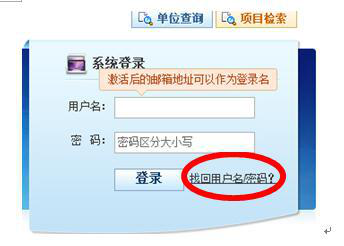 单位查询 项目检索
系统登录
激活后的邮箱地址可以作为登录名
用户名:
密 码: 密码区分大小写
登录 找回用户名/密码?